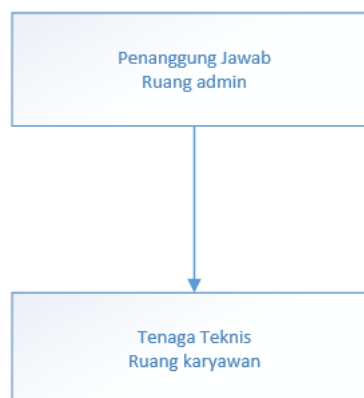 Penanggung Jawab
Ruang admin
Tenaga Teknis
Ruang karyawan